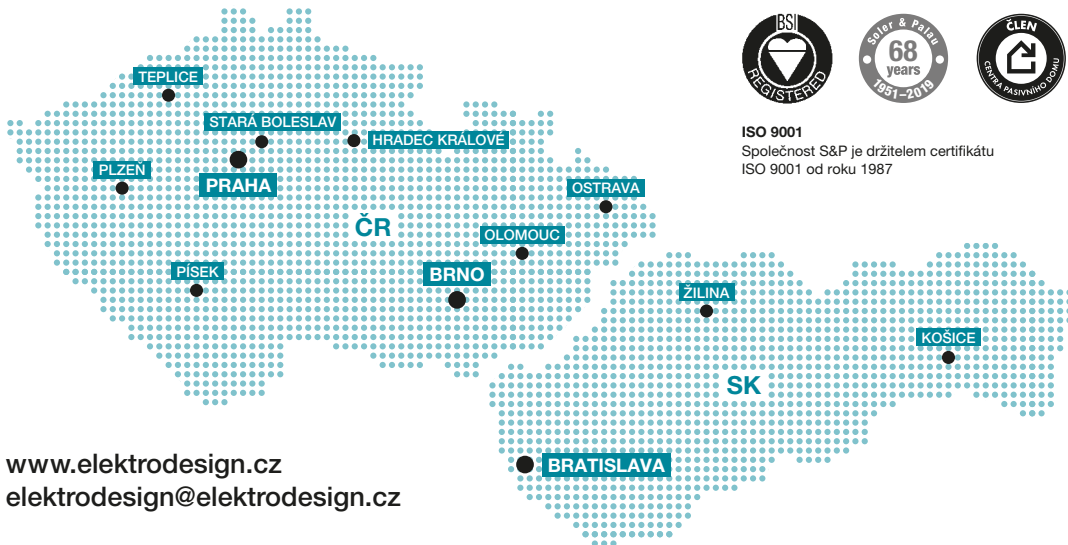 BSI
REGISTERED
Soler & Palau
68
years
1951–2019
ČLEN
CENTRA PASIVNÍHO DOMU
ISO 9001
Společnost S&P je držitelem certifikátu
ISO 9001 od roku 1987
TEPLICE
STARÁ BOLESLAV
HRADEC KRÁLOVÉ
PLZEŇ
PRAHA
OSTRAVA
ČR
OLOMOUC
PÍSEK
BRNO
ŽILINA
KOŠICE
SK
BRATISLAVA
www.elektrodesign.cz
elektrodesign@elektrodesign.cz